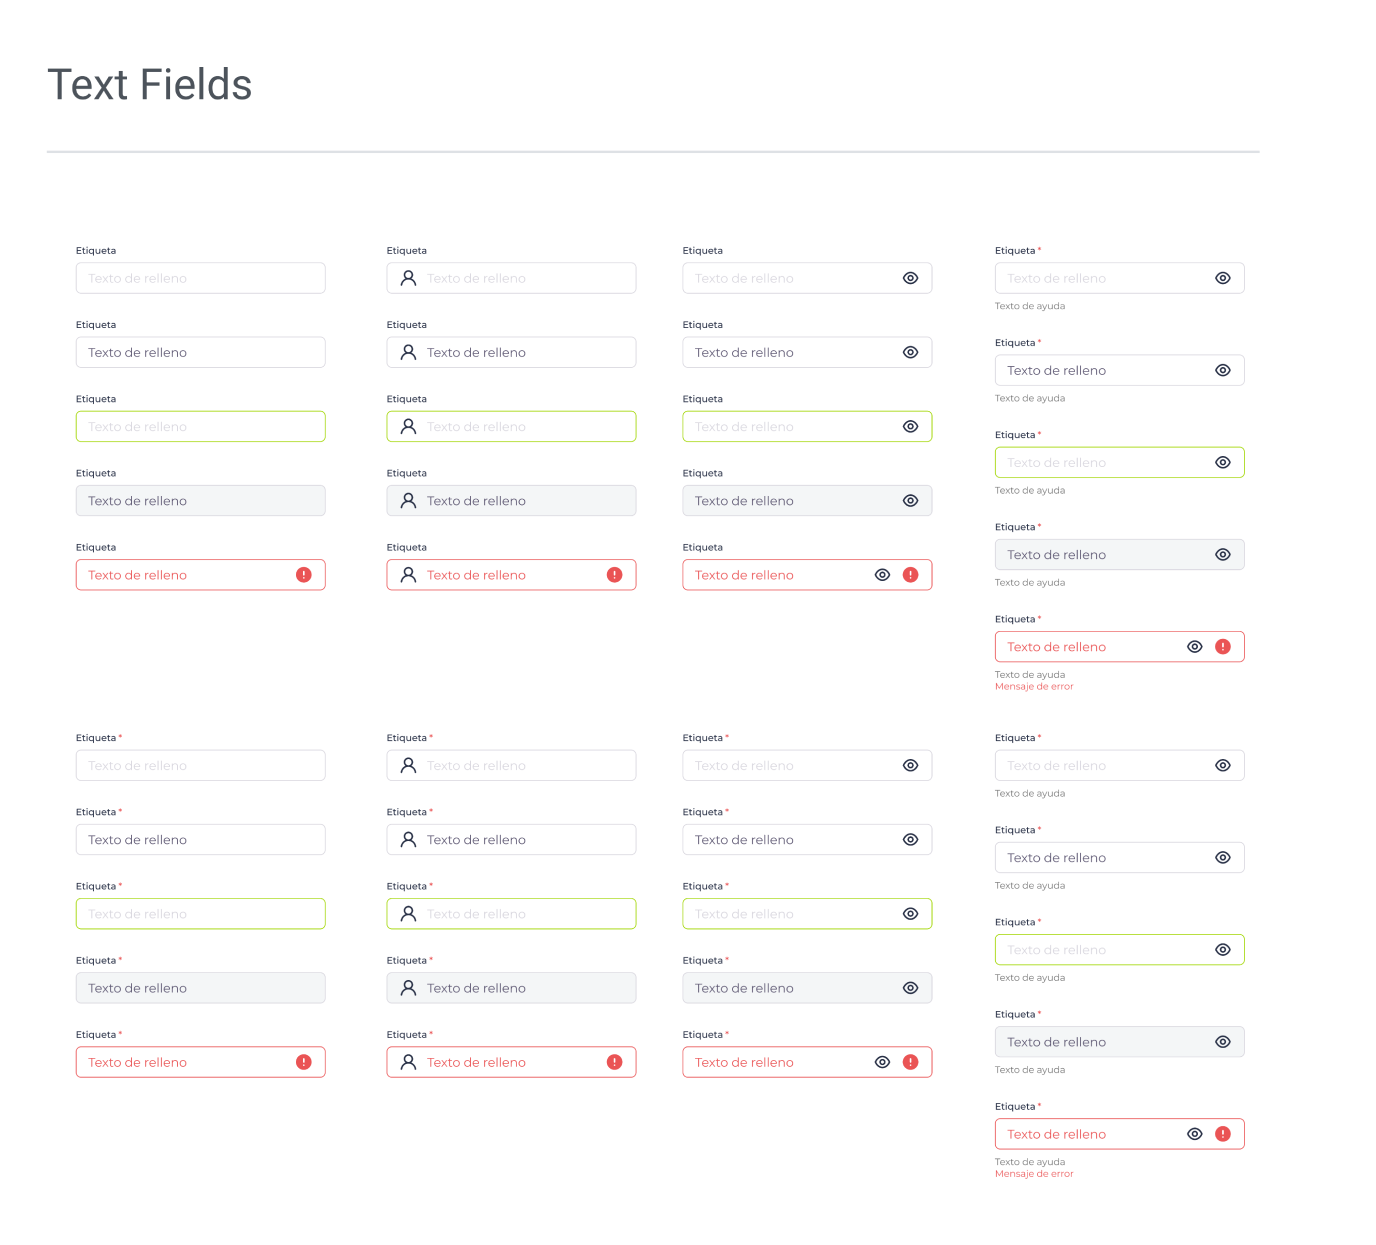 Text Fields
Etiqueta
Texto de relleno
Etiqueta
Texto de relleno
Etiqueta
Texto de relleno
Etiqueta
Texto de relleno
Etiqueta
Texto de relleno
Etiqueta
Texto de relleno
Etiqueta
Texto de relleno
Etiqueta
Texto de relleno
Etiqueta
Texto de relleno
Etiqueta
Texto de relleno
Etiqueta
Texto de relleno
Etiqueta
Texto de relleno
Etiqueta
Texto de relleno
Etiqueta
Texto de relleno
Etiqueta
Texto de relleno
Etiqueta *
Texto de relleno
Texto de ayuda
Etiqueta *
Texto de relleno
Texto de ayuda
Etiqueta *
Texto de relleno
Texto de ayuda
Etiqueta *
Texto de relleno
Texto de ayuda
Etiqueta *
Texto de relleno
Texto de ayuda
Mensaje de error
Etiqueta *
Texto de relleno
Etiqueta *
Texto de relleno
Etiqueta *
Texto de relleno
Etiqueta *
Texto de relleno
Etiqueta *
Texto de relleno
Etiqueta *
Texto de relleno
Etiqueta *
Texto de relleno
Etiqueta *
Texto de relleno
Etiqueta *
Texto de relleno
Etiqueta *
Texto de relleno
Etiqueta *
Texto de relleno
Etiqueta *
Texto de relleno
Etiqueta *
Texto de relleno
Etiqueta *
Texto de relleno
Etiqueta *
Texto de relleno
Etiqueta *
Texto de relleno
Texto de ayuda
Etiqueta *
Texto de relleno
Texto de ayuda
Etiqueta *
Texto de relleno
Texto de ayuda
Etiqueta *
Texto de relleno
Texto de ayuda
Etiqueta *
Texto de relleno
Texto de ayuda
Mensaje de error